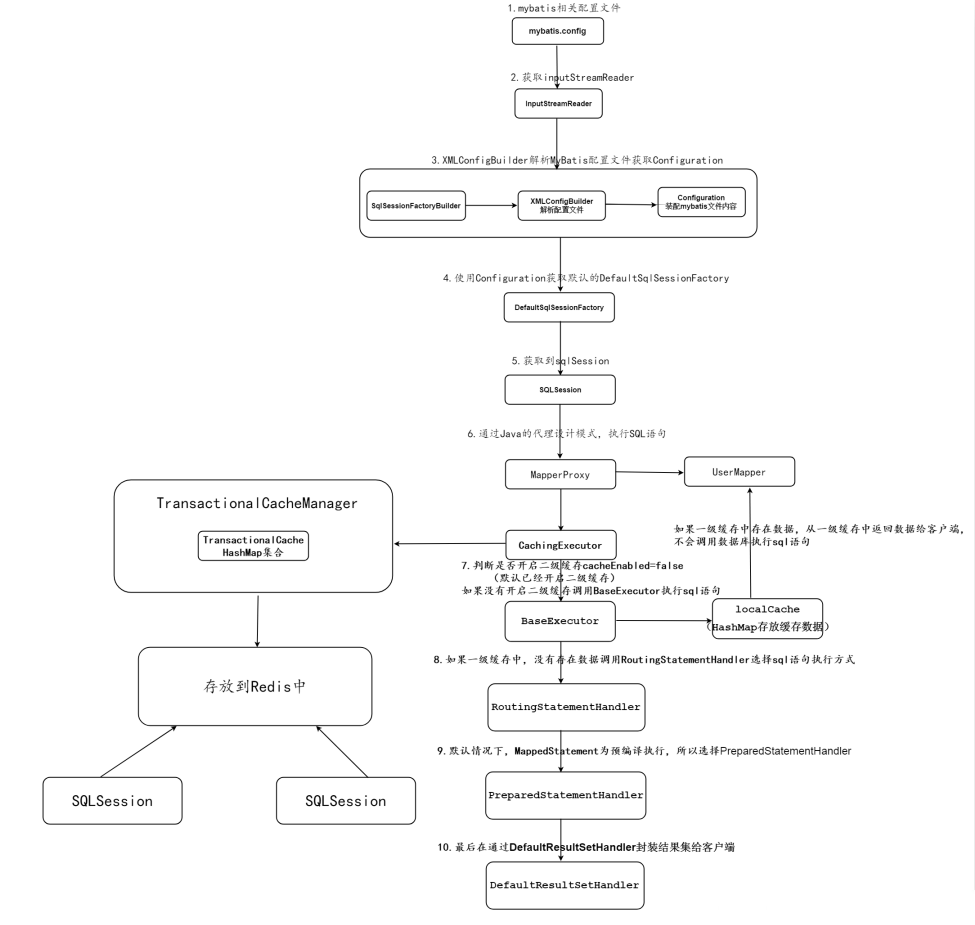 1.mybatis相关配置文件
mybatis.config
2.获取inputStreamReader
InputStreamReader
3.XMLConfigBuilder解析MyBatis配置文件获取Configuration
SqlSessionFactoryBuilder
XMLConfigBuilder
解析配置文件
Configuration
装配mybatis文件内容
4.使用Configuration获取默认的DefaultSqlSessionFactory
DefaultSqlSessionFactory
5.获取到sqlSession
SQLSession
6.通过Java的代理设计模式，执行SQL语句
MapperProxy
UserMapper
TransactionalCacheManager
TransactionalCache
HashMap集合
如果一级缓存中存在数据，从一级缓存中返回数据给客户端，
不会调用数据库执行sql语句
CachingExecutor
7.判断是否开启二级缓存cacheEnabled=false
（默认已经开启二级缓存）
如果没有开启二级缓存调用BaseExecutor执行sql语句
BaseExecutor
localCache
（HashMap存放缓存数据）
8.如果一级缓存中，没有存在数据调用RoutingStatementHandler选择sql语句执行方式
存放到Redis中
RoutingStatementHandler
9.默认情况下，MappedStatement为预编译执行，所以选择PreparedStatementHandler
SQLSession
SQLSession
PreparedStatementHandler
10.最后在通过DefaultResultSetHandler封装结果集给客户端
DefaultResultSetHandler